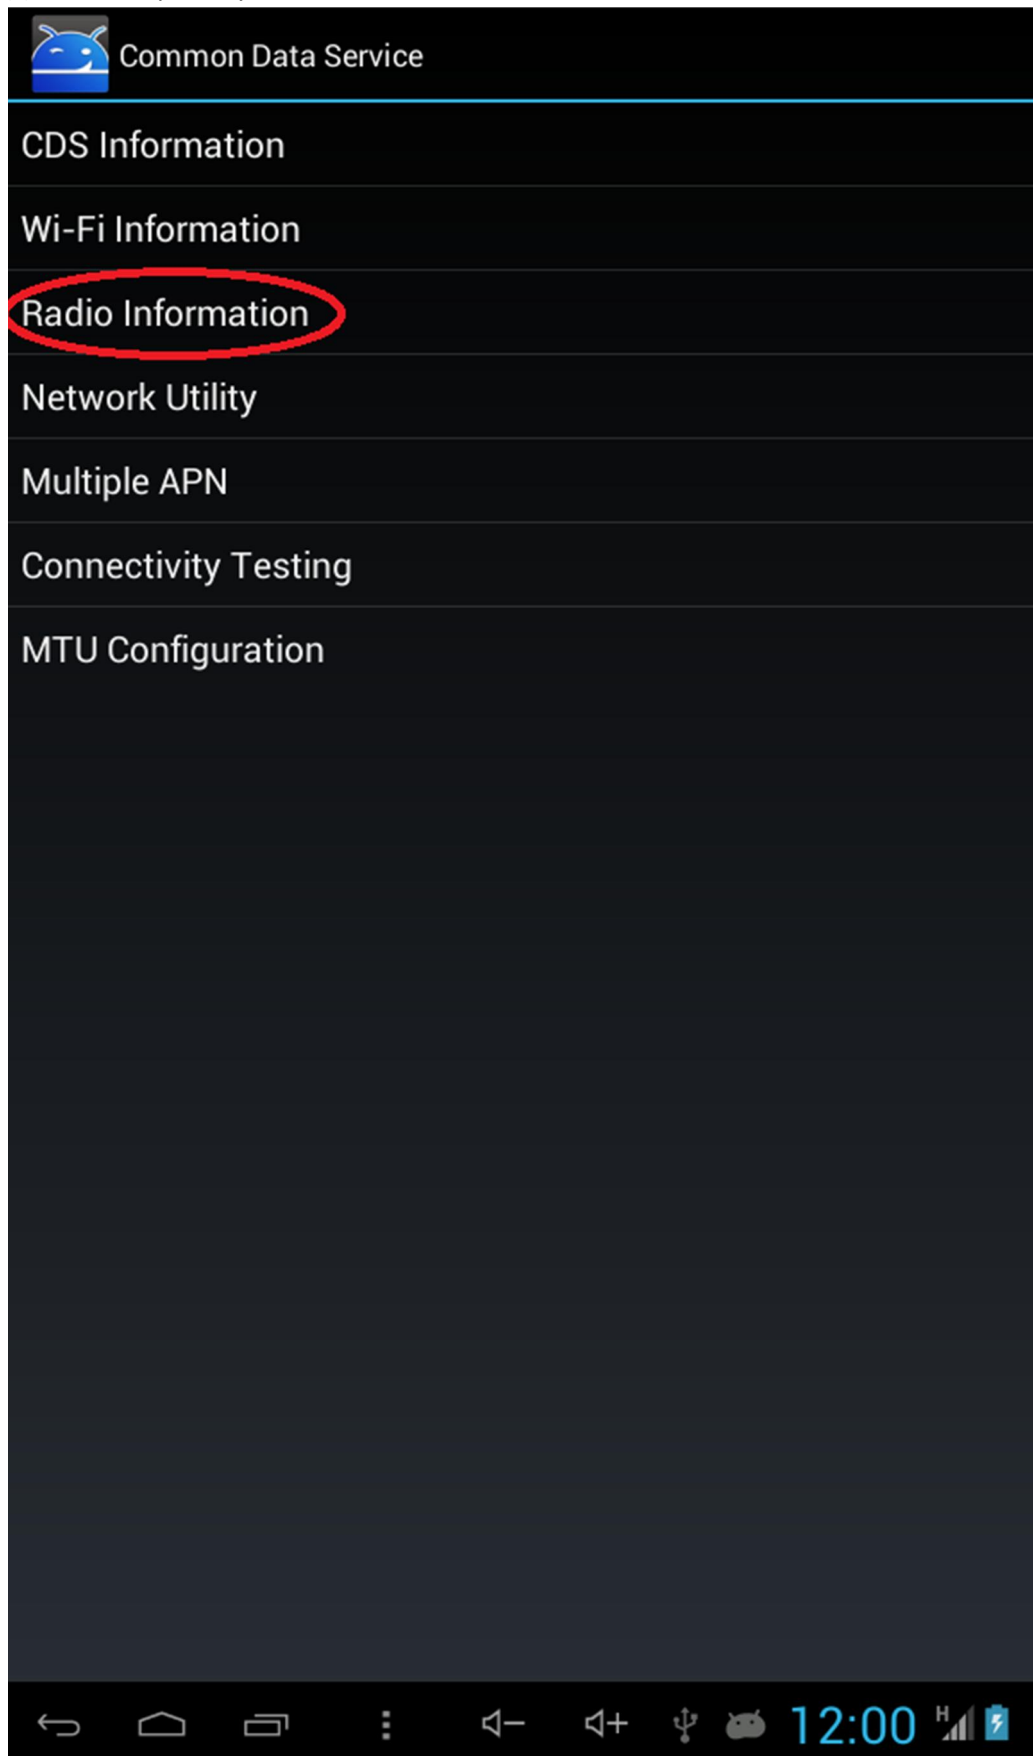 Common Data Service
CDS Information
Wi-Fi Information
Radio Information
Network Utility
Multiple APN
Connectivity Testing
MTU Configuration
12:00 H